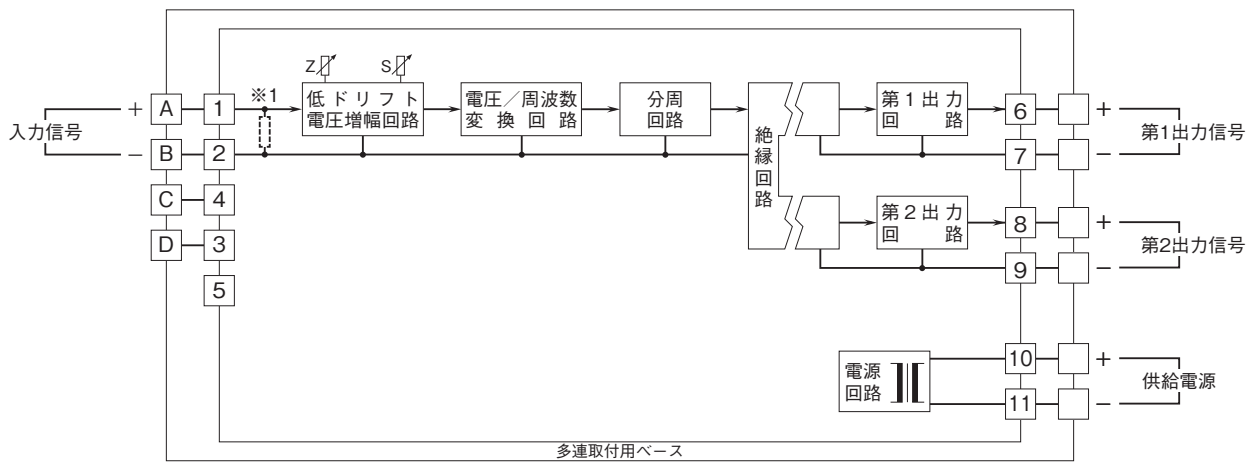 Z
S
※1
+
A
1
低ドリフト
電圧増幅回路
電圧/周波数
変換回路
分周
回路
絶縁回路
第1出力
回路
6
+
入力信号
第1出力信号
−
B
2
7
−
C
4
D
3
5
第2出力
回路
8
+
第2出力信号
9
−
電源
回路
10
+
供給電源
11
−
多連取付用ベース